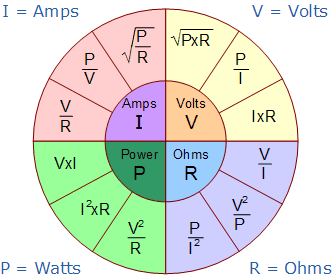 I = Amps
V = Volts
√(P/R)
√PxR
P/V
P/I
V/R
IxR
Amps
I
Volts
V
Power
P
Ohms
R
VxI
V/I
I²xR
V²/P
V²/R
P/I²
P = Watts
R = Ohms